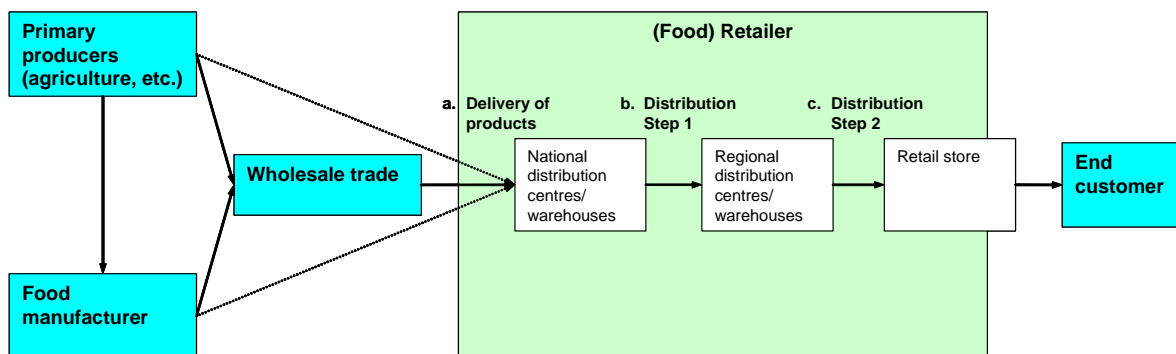 Primary
producers
(agriculture, etc.)
(Food) Retailer
a. Delivery of
products
b. Distribution
Step 1
c. Distribution
Step 2
Wholesale trade
National
distribution
centres/
warehouses
Regional
distribution
centres/
warehouses
Retail store
End
customer
Food
manufacturer